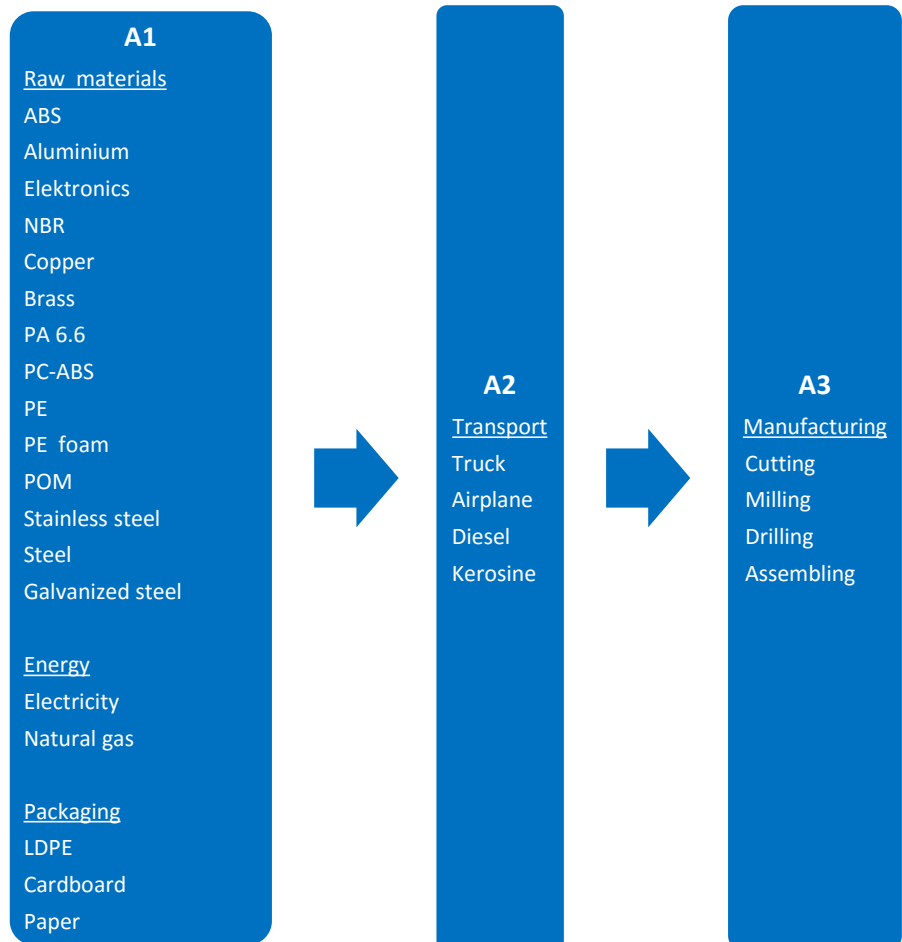 A1
Raw materials
ABS
Aluminium
Elektronics
NBR
Copper
Brass
PA 6.6
PC-ABS
PE
PE foam
POM
Stainless steel
Steel
Galvanized steel
Energy
Electricity
Natural gas
Packaging
LDPE
Cardboard
Paper
A2
Transport
Truck
Airplane
Diesel
Kerosine
A3
Manufacturing
Cutting
Milling
Drilling
Assembling